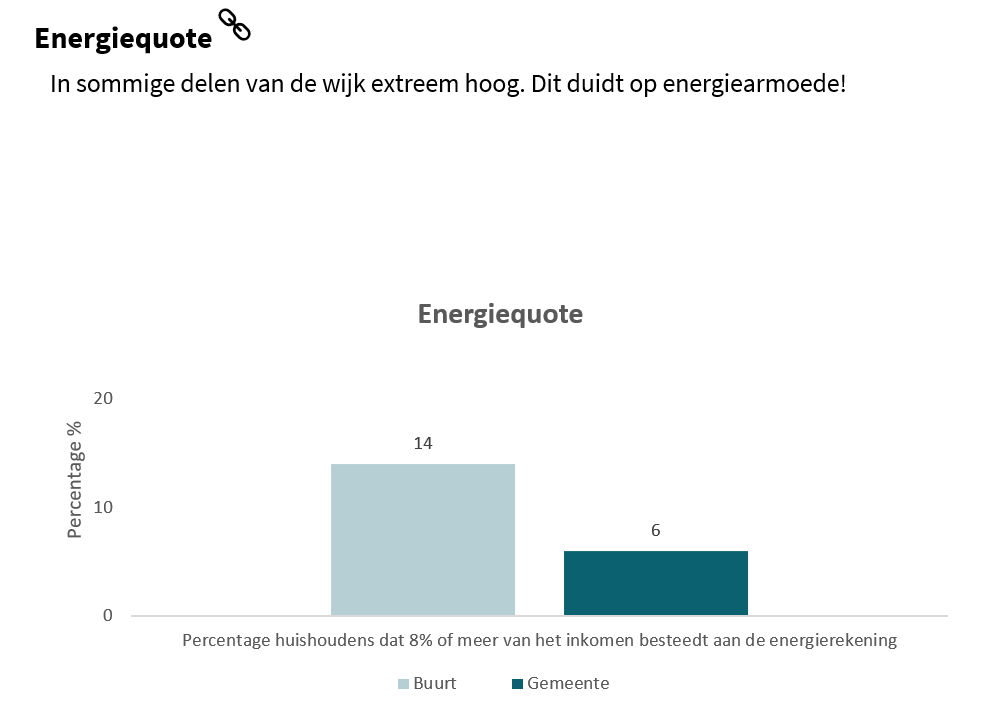 Energiequote
In sommige delen van de wijk extreem hoog. Dit duidt op energiearmoede!
Energiequote
Percentage %
20
10
0
14
6
Percentage huishoudens dat 8% of meer van het inkomen besteedt aan de energierekening
Buurt
Gemeente